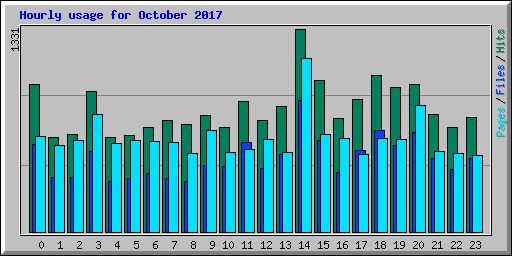 Hourly usage for October 2017
1331
Pages / Files / Hits
0 1 2 3 4 5 6 7 8 9 10 11 12 13 14 15 16 17 18 19 20 21 22 23